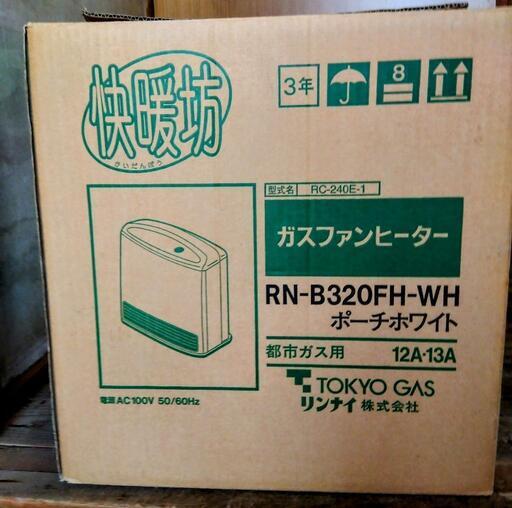 快暖坊
かいだんぼう
3年
8
型式名 RC-240E-1
ガスファンヒーター
RN-B320FH-WH
ポーチホワイト
都市ガス用 12A・13A
TOKYO GAS
リンナイ株式会社
電源AC100V 50/60Hz